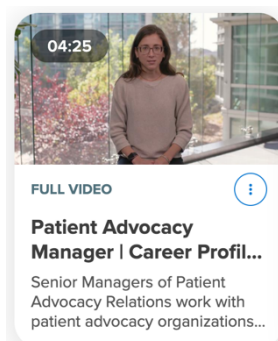 04:25
FULL VIDEO
Patient Advocacy
Manager | Career Profil...
Senior Managers of Patient
Advocacy Relations work with
patient advocacy organizations...